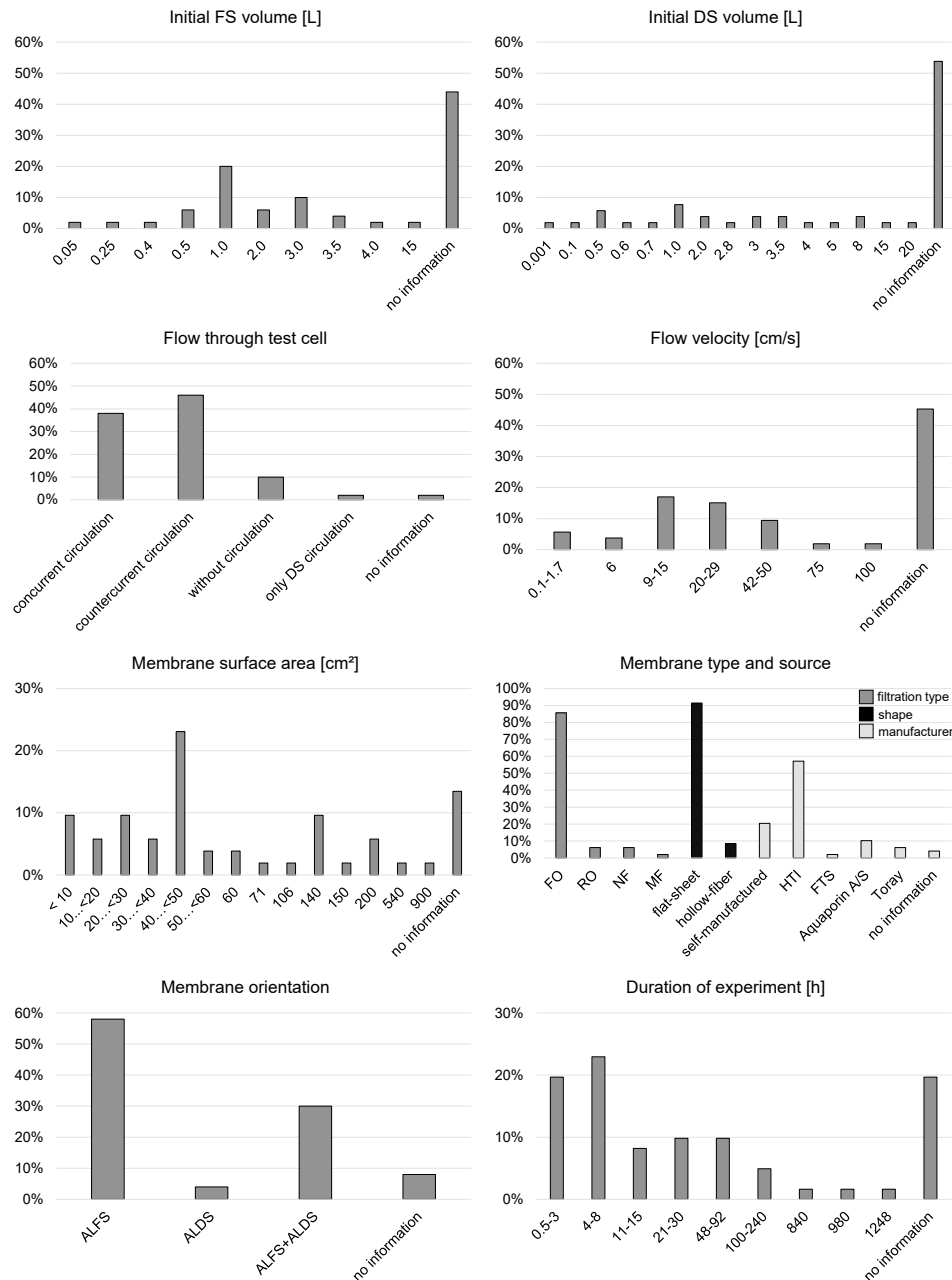 Initial FS volume [L]
60%
50%
40%
30%
20%
10%
0%
0.05
0.25
0.4
0.5
1.0
2.0
3.0
3.5
4.0
15
no information
Initial DS volume [L]
60%
50%
40%
30%
20%
10%
0%
0.001
0.1
0.5
0.6
0.7
1.0
2.0
2.8
3
3.5
4
5
8
15
20
no information
Flow through test cell
60%
50%
40%
30%
20%
10%
0%
concurrent circulation
countercurrent circulation
without circulation
only DS circulation
no information
Flow velocity [cm/s]
60%
50%
40%
30%
20%
10%
0%
0.11-1.7
6
9-15
20-29
42-50
75
100
no information
Membrane surface area [cm²]
30%
20%
10%
0%
< 10
10…<20
20…<30
30…<40
40…<50
50…<60
60
71
106
140
150
200
540
900
no information
Membrane type and source
100%
90%
80%
70%
60%
50%
40%
30%
20%
10%
0%
filtration type
shape
manufacturer
FO
RO
NF
MF
flat-sheet
hollow-fiber
self-manufactured
HTI
FTS
Aquaporin A/S
Toray
no information
Membrane orientation
60%
50%
40%
30%
20%
10%
0%
ALFS
ALDS
ALFS+ALDS
no information
Duration of experiment [h]
30%
20%
10%
0%
0.5-3
4-8
11-15
21-30
48-92
100-240
840
980
1248
no information